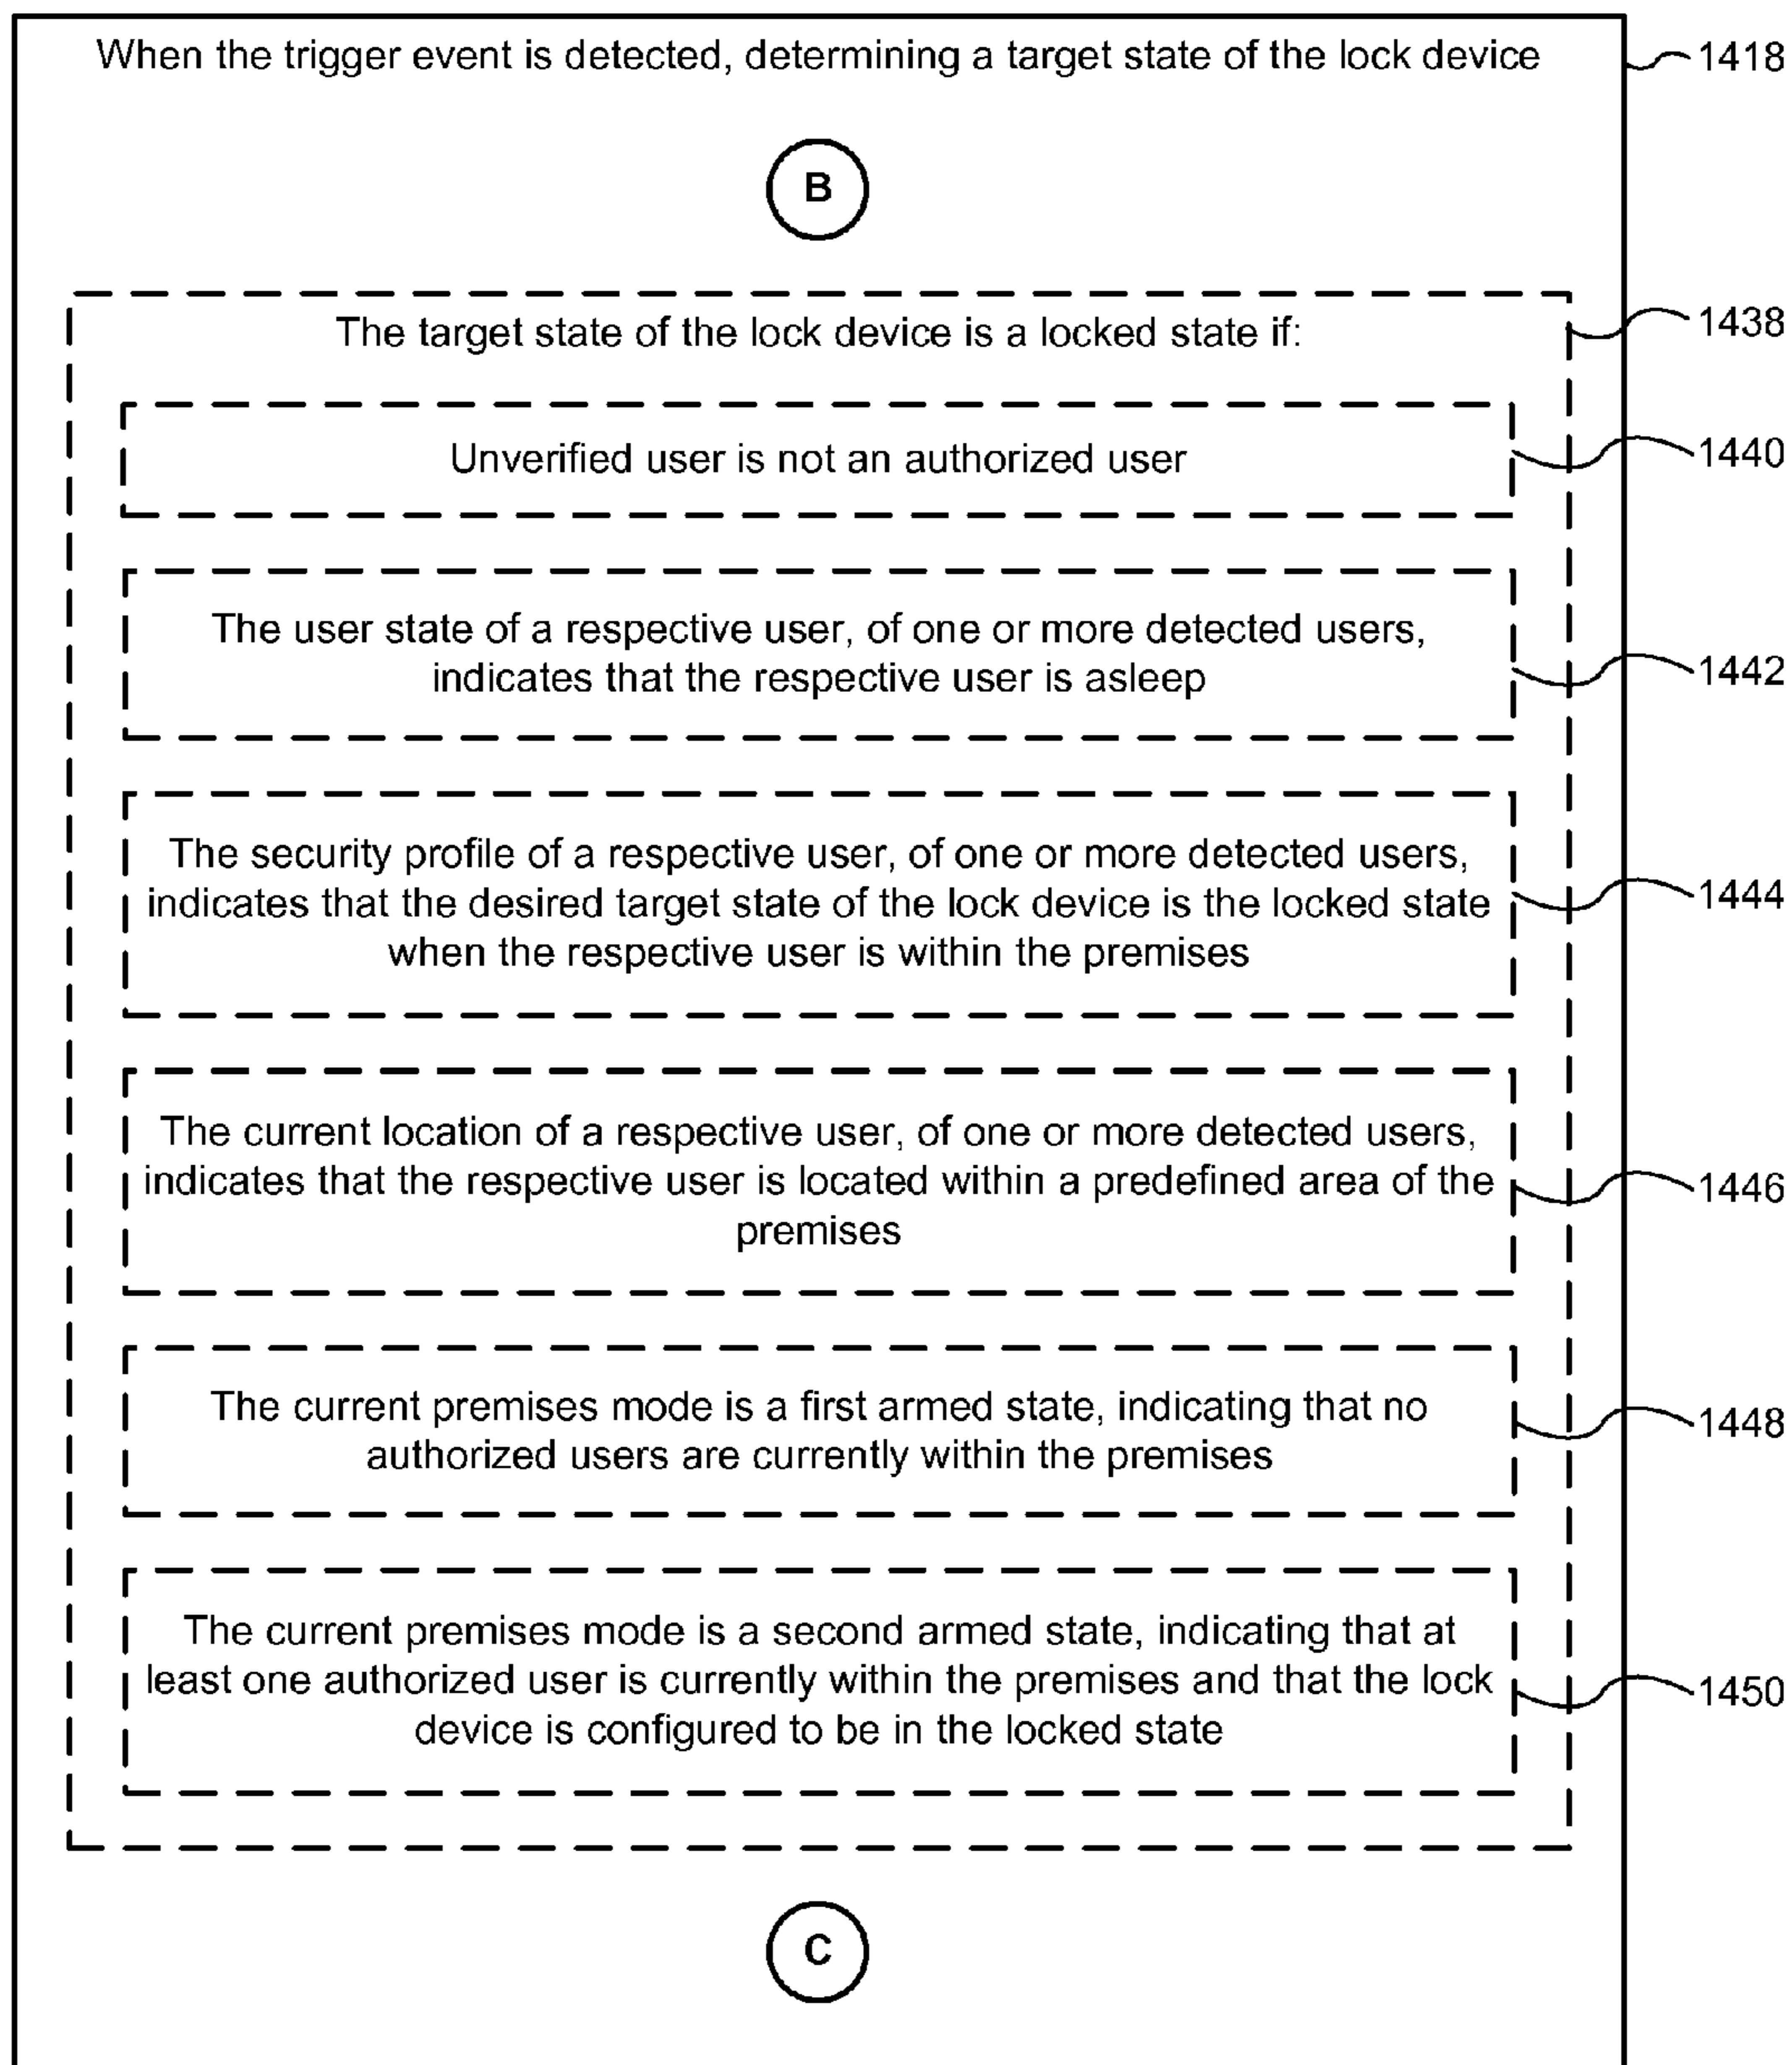 When the trigger event is detected, determining a target state of the lock device
1418
B
The target state of the lock device is a locked state if:
1438
Unverified user is not an authorized user
1440
The user state of a respective user, of one or more detected users,
indicates that the respective user is asleep
1442
The security profile of a respective user, of one or more detected users,
indicates that the desired target state of the lock device is the locked state
when the respective user is within the premises
1444
The current location of a respective user, of one or more detected users,
indicates that the respective user is located within a predefined area of the
premises
1446
The current premises mode is a first armed state, indicating that no
authorized users are currently within the premises
1448
The current premises mode is a second armed state, indicating that at
least one authorized user is currently within the premises and that the lock
device is configured to be in the locked state
1450
C